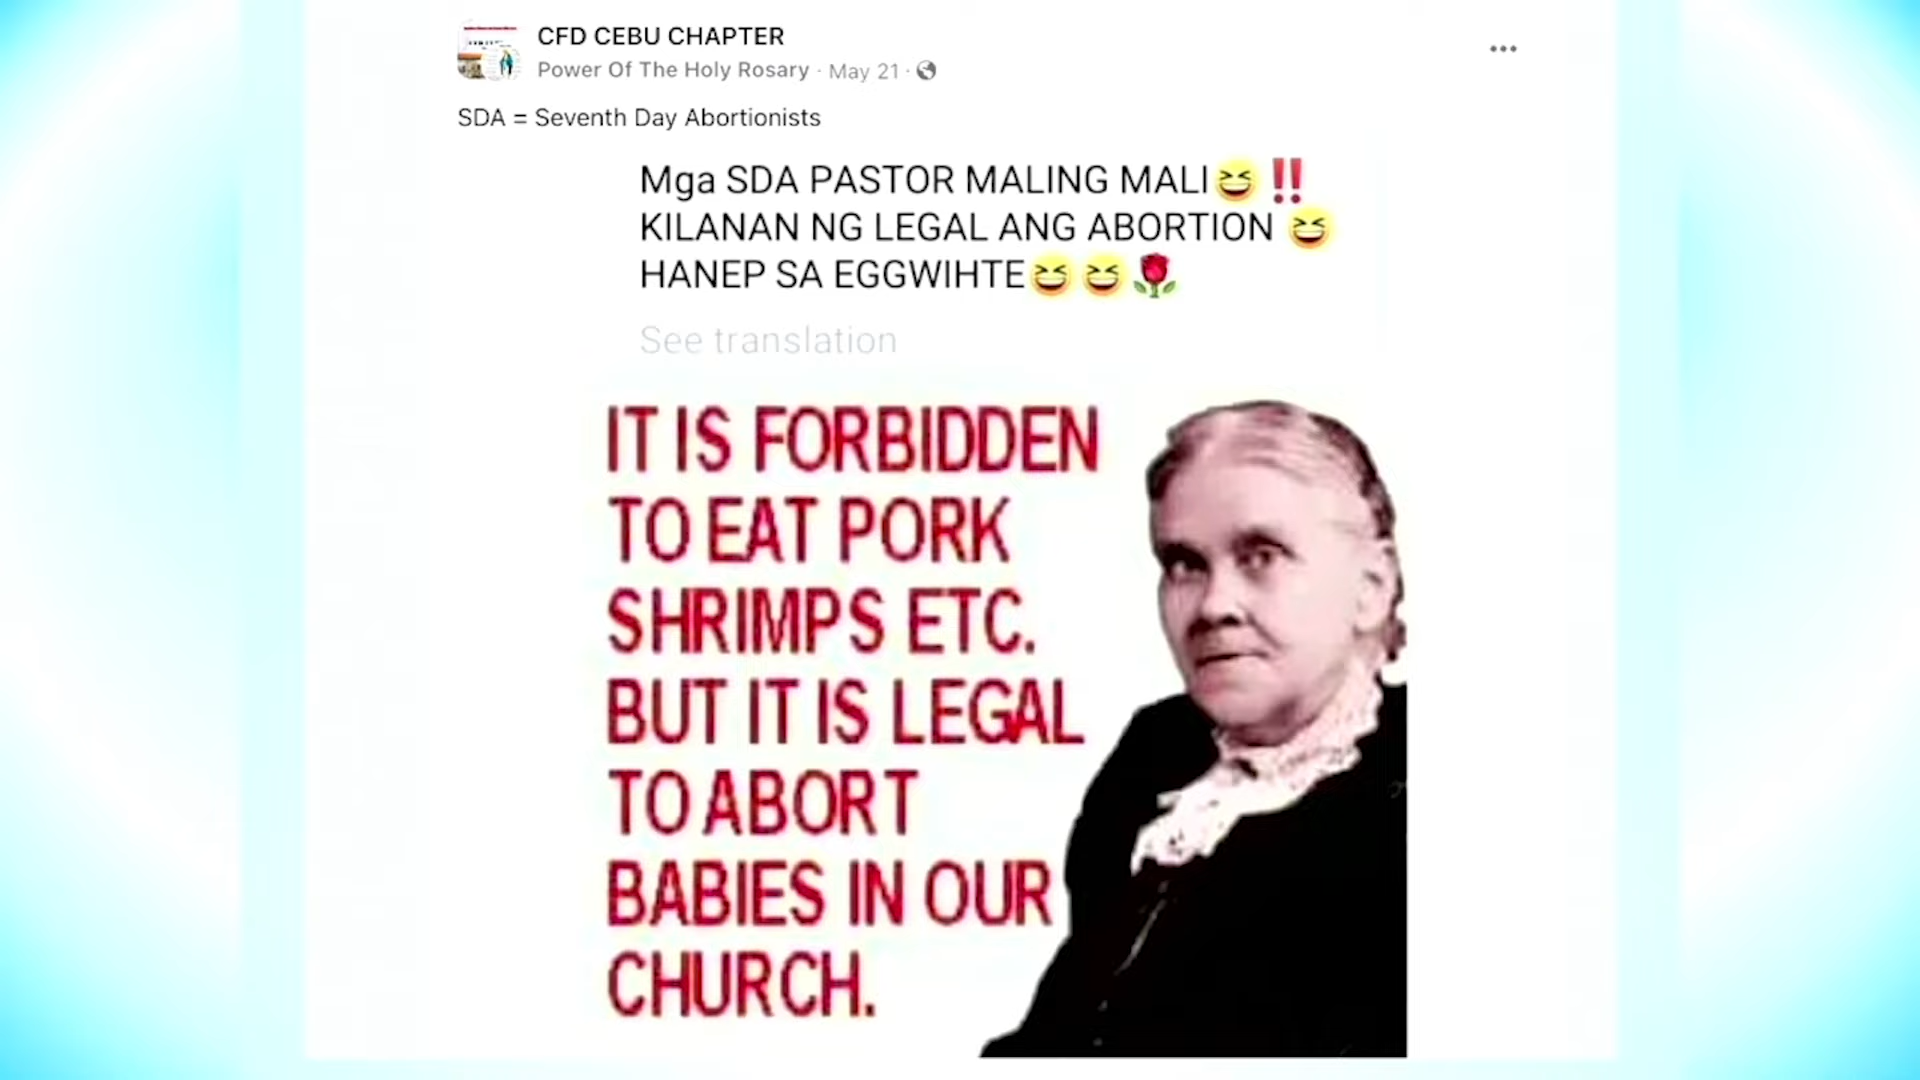 CFD CEBU CHAPTER
Power Of The Holy Rosary · May 21 ·
SDA = Seventh Day Abortionists
Mga SDA PASTOR MALING MALI😆‼️
KILANAN NG LEGAL ANG ABORTION 😆
HANEP SA EGGWIHTE😆😆🌹
See translation
IT IS FORBIDDEN
TO EAT PORK
SHRIMPS ETC.
BUT IT IS LEGAL
TO ABORT
BABIES IN OUR
CHURCH.